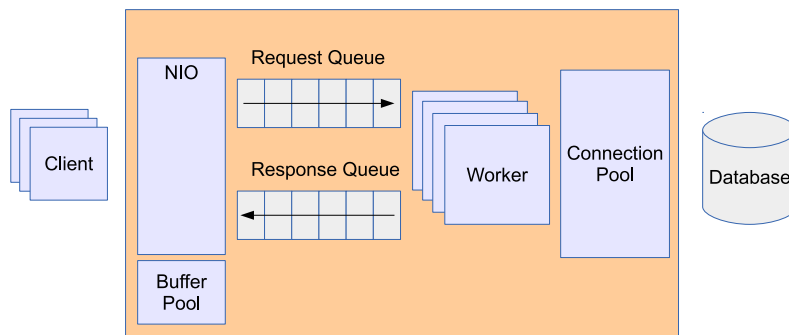 Client
NIO
Buffer
Pool
Request Queue
Response Queue
Worker
Connection
Pool
Database